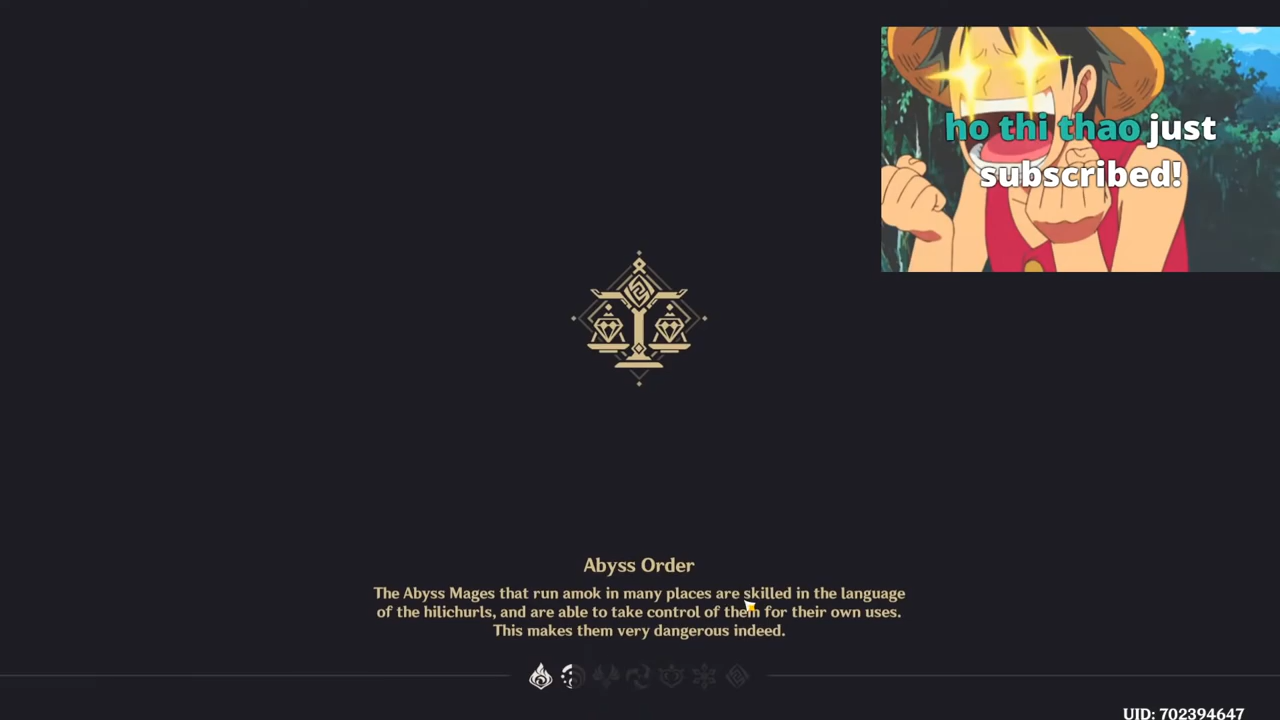 ho thi thao just
subscribed!
Abyss Order
The Abyss Mages that run amok in many places are skilled in the language
of the hilichurls, and are able to take control of them for their own uses.
This makes them very dangerous indeed.
UID: 702394647